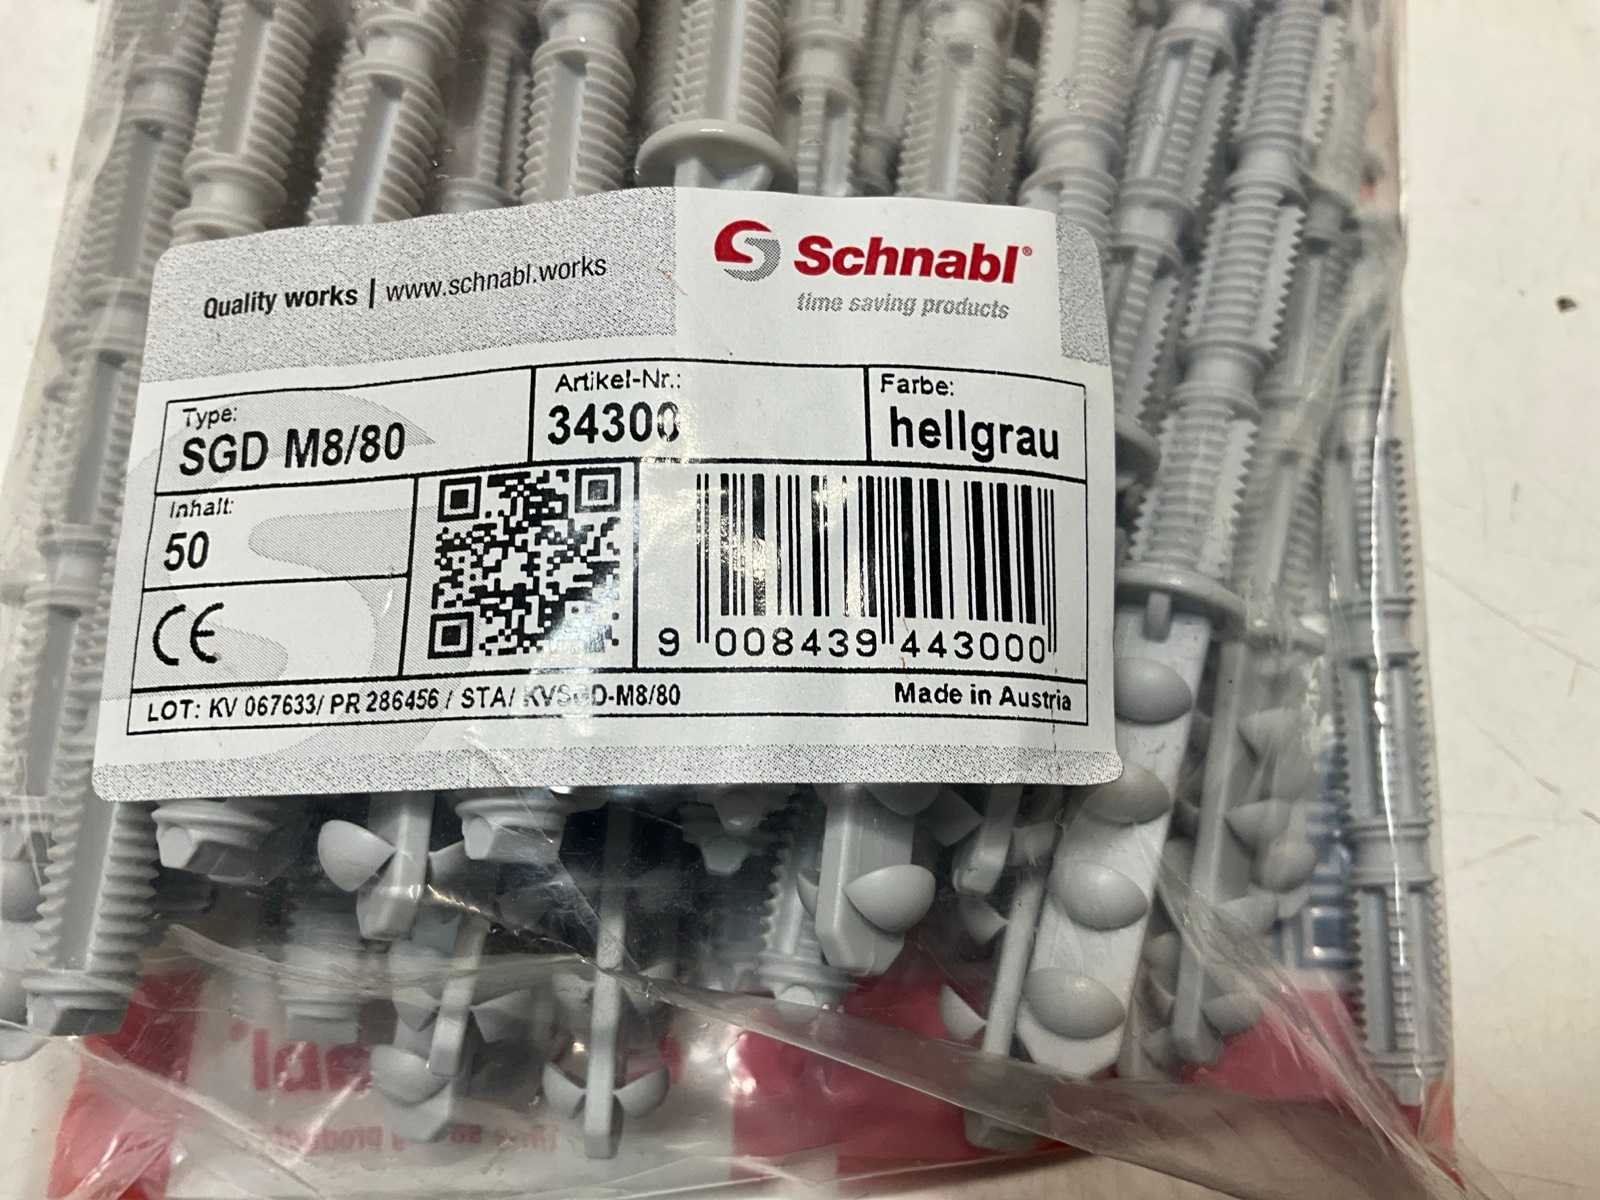 Quality works | www.schnabl.works
Schnabl®
time saving products
Type:
SGD M8/80
Artikel-Nr.:
34300
Farbe:
hellgrau
Inhalt:
50
CE
9 008439 443000
LOT: KV 067633/ PR 286456 / STA/ KVSGD-M8/80
Made in Austria